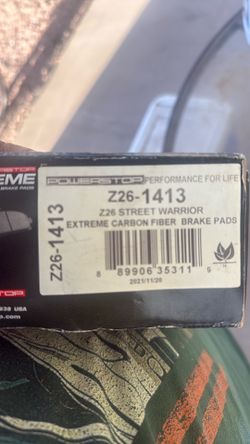 POWERSTOP PERFORMANCE FOR LIFE
Z26-1413
Z26 STREET WARRIOR
EXTREME CARBON FIBER BRAKE PADS
8 89906 35311
2021/11/20
Z26-1413
EME
BRAKE PADS
USA